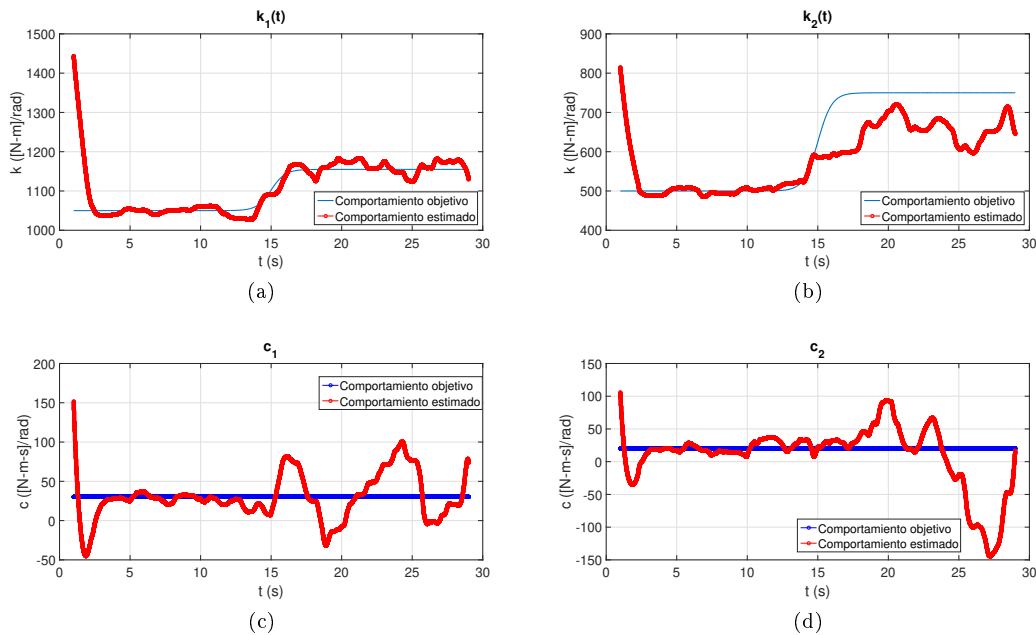 k1(t)
k ([N-m]/rad)
1500
1400
1300
1200
1100
1000
0 5 10 15 20 25 30
t (s)
Comportamiento objetivo
Comportamiento estimado
(a)
k2(t)
k ([N-m]/rad)
800
700
600
500
400
0 5 10 15 20 25 30
t (s)
Comportamiento objetivo
Comportamiento estimado
(b)
c1
c ([N-m-s]/rad)
200
150
100
50
0
-50
0 5 10 15 20 25 30
t (s)
Comportamiento objetivo
Comportamiento estimado
(c)
c2
c ([N-m-s]/rad)
150
100
50
0
-50
-100
-150
0 5 10 15 20 25 30
t (s)
Comportamiento objetivo
Comportamiento estimado
(d)